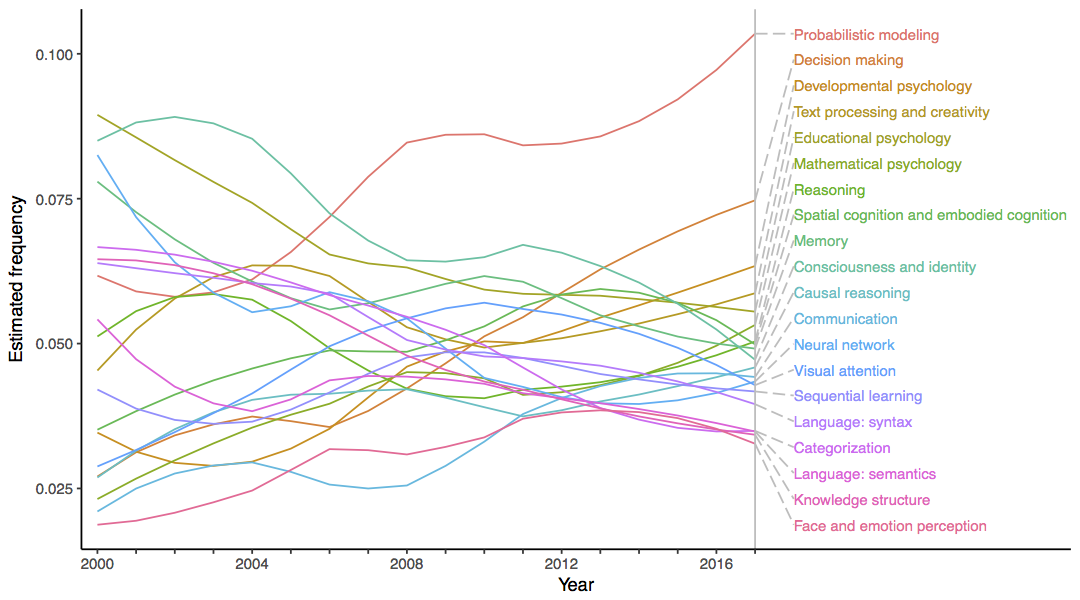 0.100
0.075
0.050
0.025
Estimated frequency
2000 2004 2008 2012 2016
Year
Probabilistic modeling
Decision making
Developmental psychology
Text processing and creativity
Educational psychology
Mathematical psychology
Reasoning
Spatial cognition and embodied cognition
Memory
Consciousness and identity
Causal reasoning
Communication
Neural network
Visual attention
Sequential learning
Language: syntax
Categorization
Language: semantics
Knowledge structure
Face and emotion perception